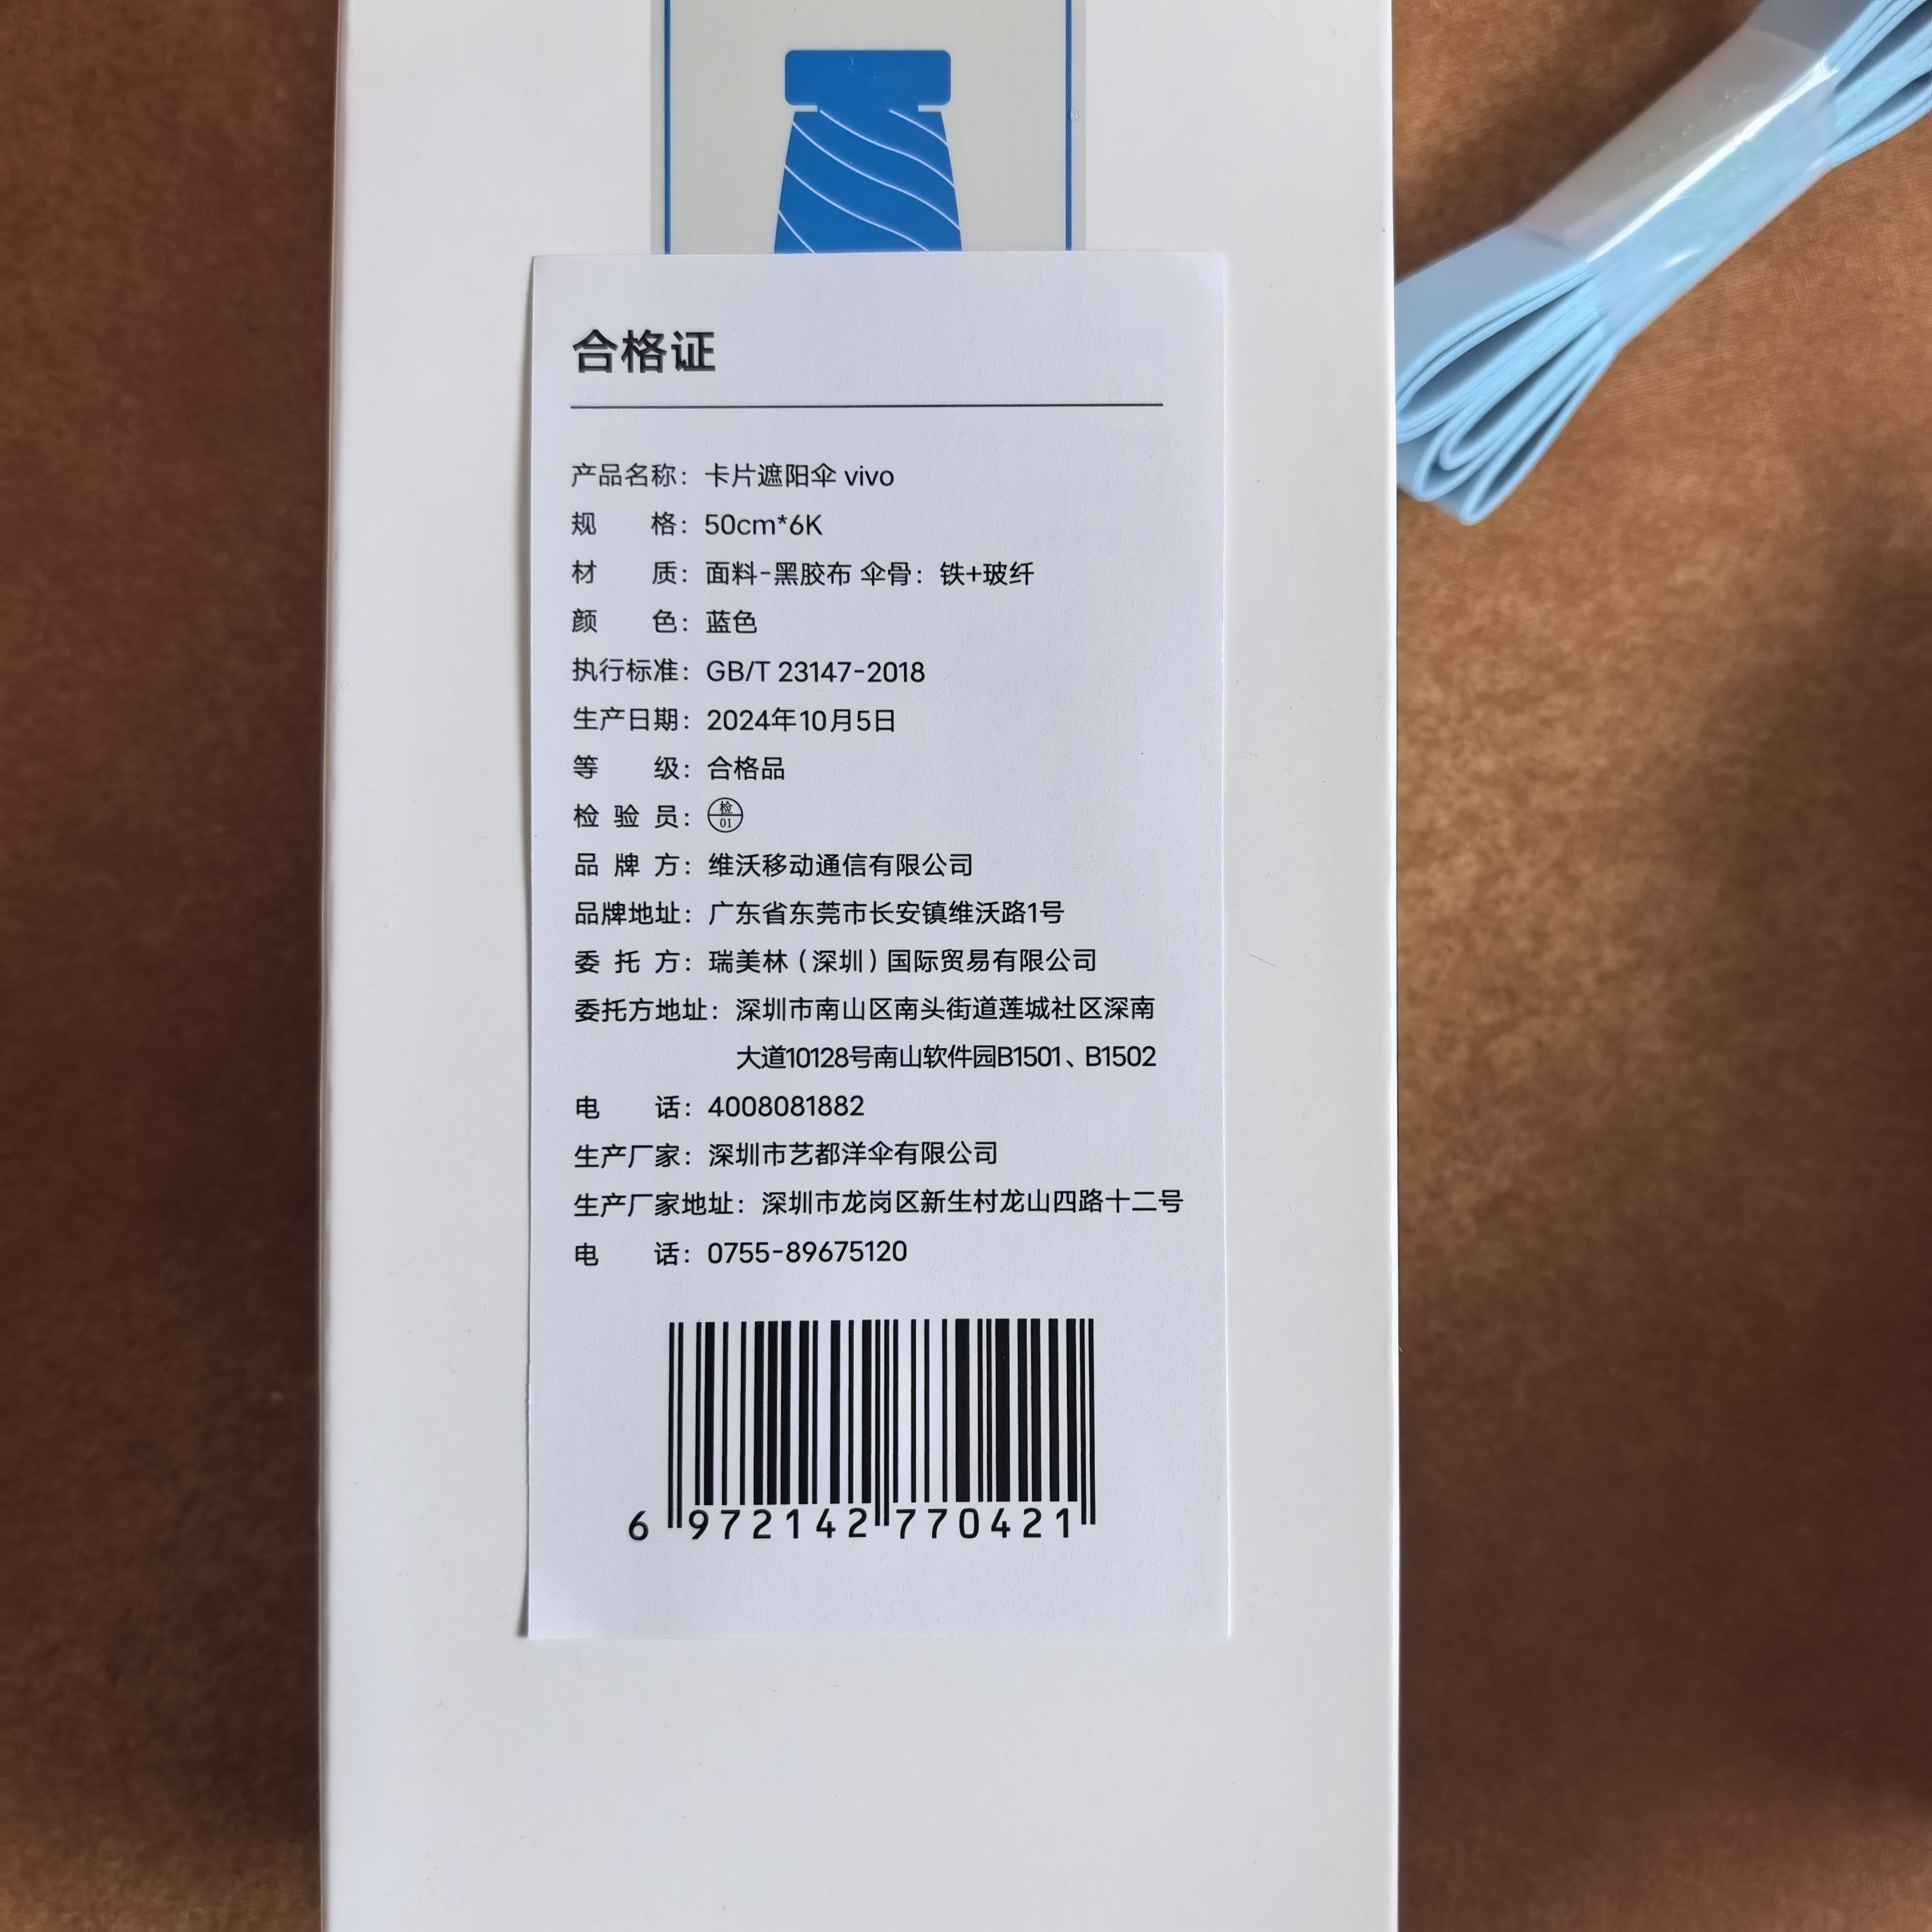 合格证
产品名称：卡片遮阳伞 vivo
规 格：50cm*6K
材 质：面料-黑胶布 伞骨：铁+玻纤
颜 色：蓝色
执行标准：GB/T 23147-2018
生产日期：2024年10月5日
等 级：合格品
检 验 员：检 01
品 牌 方：维沃移动通信有限公司
品牌地址：广东省东莞市长安镇维沃路1号
委 托 方：瑞美林（深圳）国际贸易有限公司
委托方地址：深圳市南山区南头街道莲城社区深南
大道10128号南山软件园B1501、B1502
电 话：4008081882
生产厂家：深圳市艺都洋伞有限公司
生产厂家地址：深圳市龙岗区新生村龙山四路十二号
电 话：0755-89675120
6 972142 770421